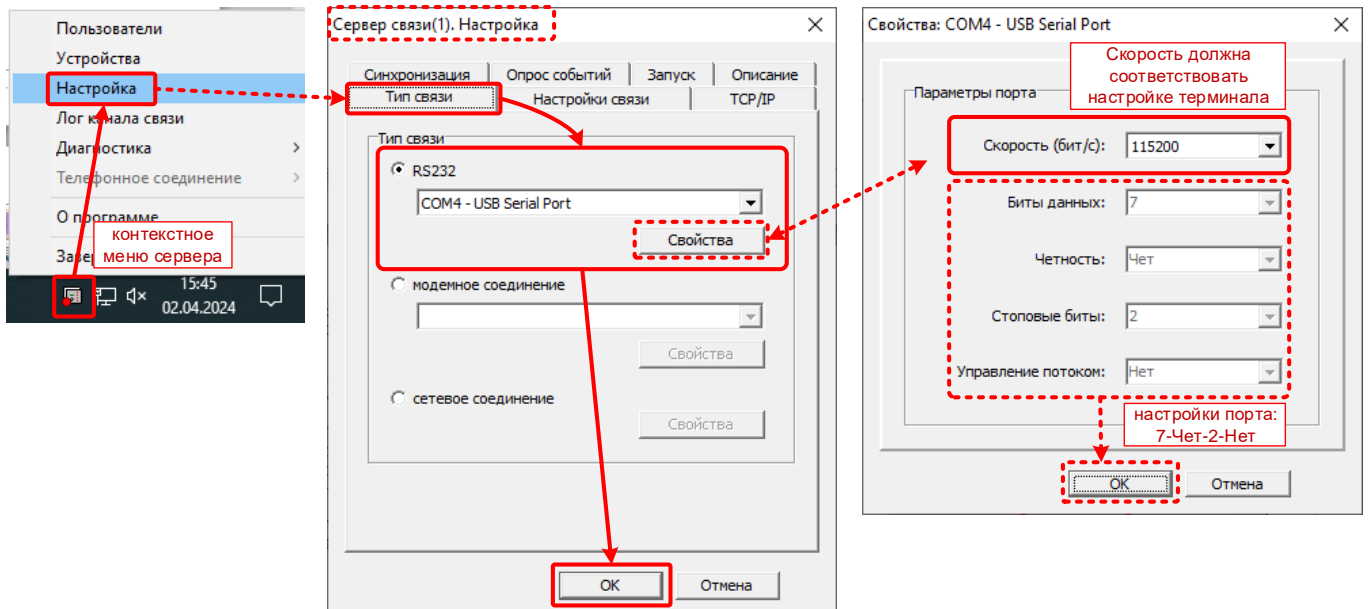 Пользователи
Устройства
Настройка
Лог канала связи
Диагностика
Телефонное соединение
О программе
контекстное
меню сервера
15:45
02.04.2024
Сервер связи(1). Настройка
Синхронизация Опрос событий Запуск Описание
Тип связи Настройки связи TCP/IP
Тип связи
RS232
COM4 - USB Serial Port
Свойства
модемное соединение
Свойства
сетевое соединение
Свойства
OK Отмена
Свойства: COM4 - USB Serial Port
Скорость должна
соответствовать
настройке терминала
Параметры порта
Скорость (бит/с): 115200
Биты данных: 7
Четность: Чет
Стоповые биты: 2
Управление потоком: Нет
настройки порта:
7-Чет-2-Нет
OK Отмена